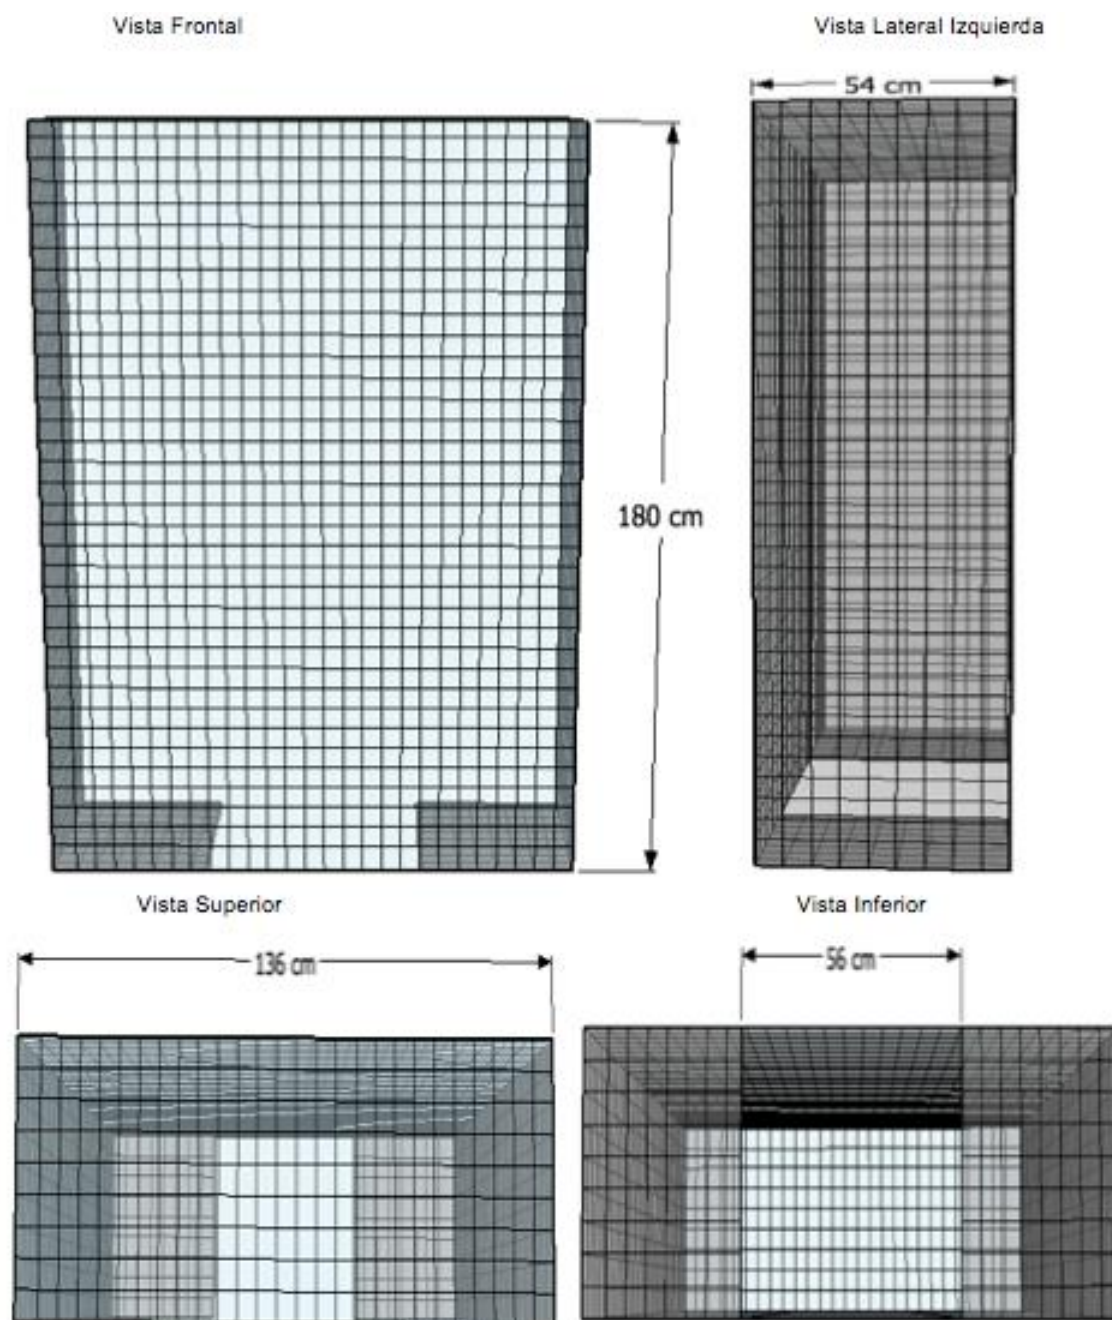 Vista Frontal
Vista Lateral Izquierda
54 cm
180 cm
Vista Superior
Vista Inferior
136 cm
56 cm